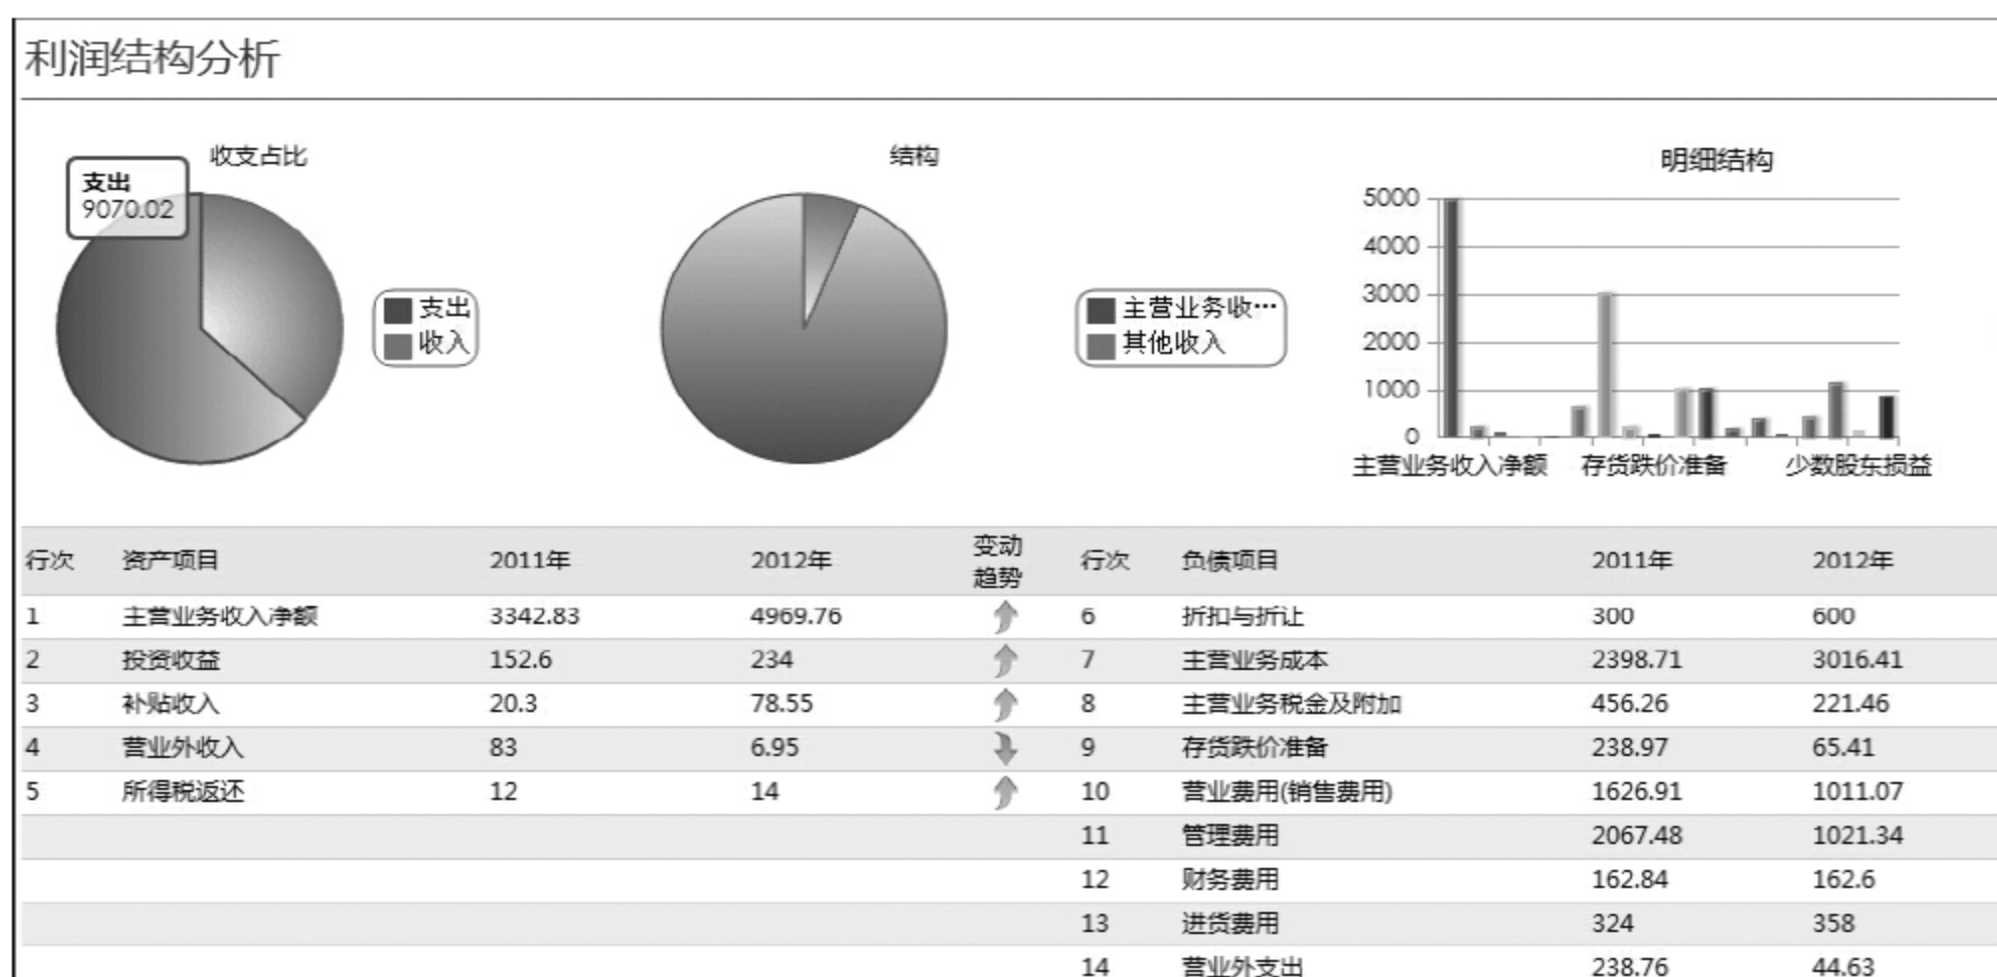 利润结构分析
收支占比
支出
9070.02
支出
收入
结构
主营业务收…
其他收入
明细结构
5000
4000
3000
2000
1000
0
主营业务收入净额 存货跌价准备 少数股东损益
行次 资产项目 2011年 2012年 变动趋势 行次 负债项目 2011年 2012年
1 主营业务收入净额 3342.83 4969.76 6 折扣与折让 300 600
2 投资收益 152.6 234 7 主营业务成本 2398.71 3016.41
3 补贴收入 20.3 78.55 8 主营业务税金及附加 456.26 221.46
4 营业外收入 83 6.95 9 存货跌价准备 238.97 65.41
5 所得税返还 12 14 10 营业费用(销售费用) 1626.91 1011.07
11 管理费用 2067.48 1021.34
12 财务费用 162.84 162.6
13 进货费用 324 358
14 营业外支出 238.76 44.63